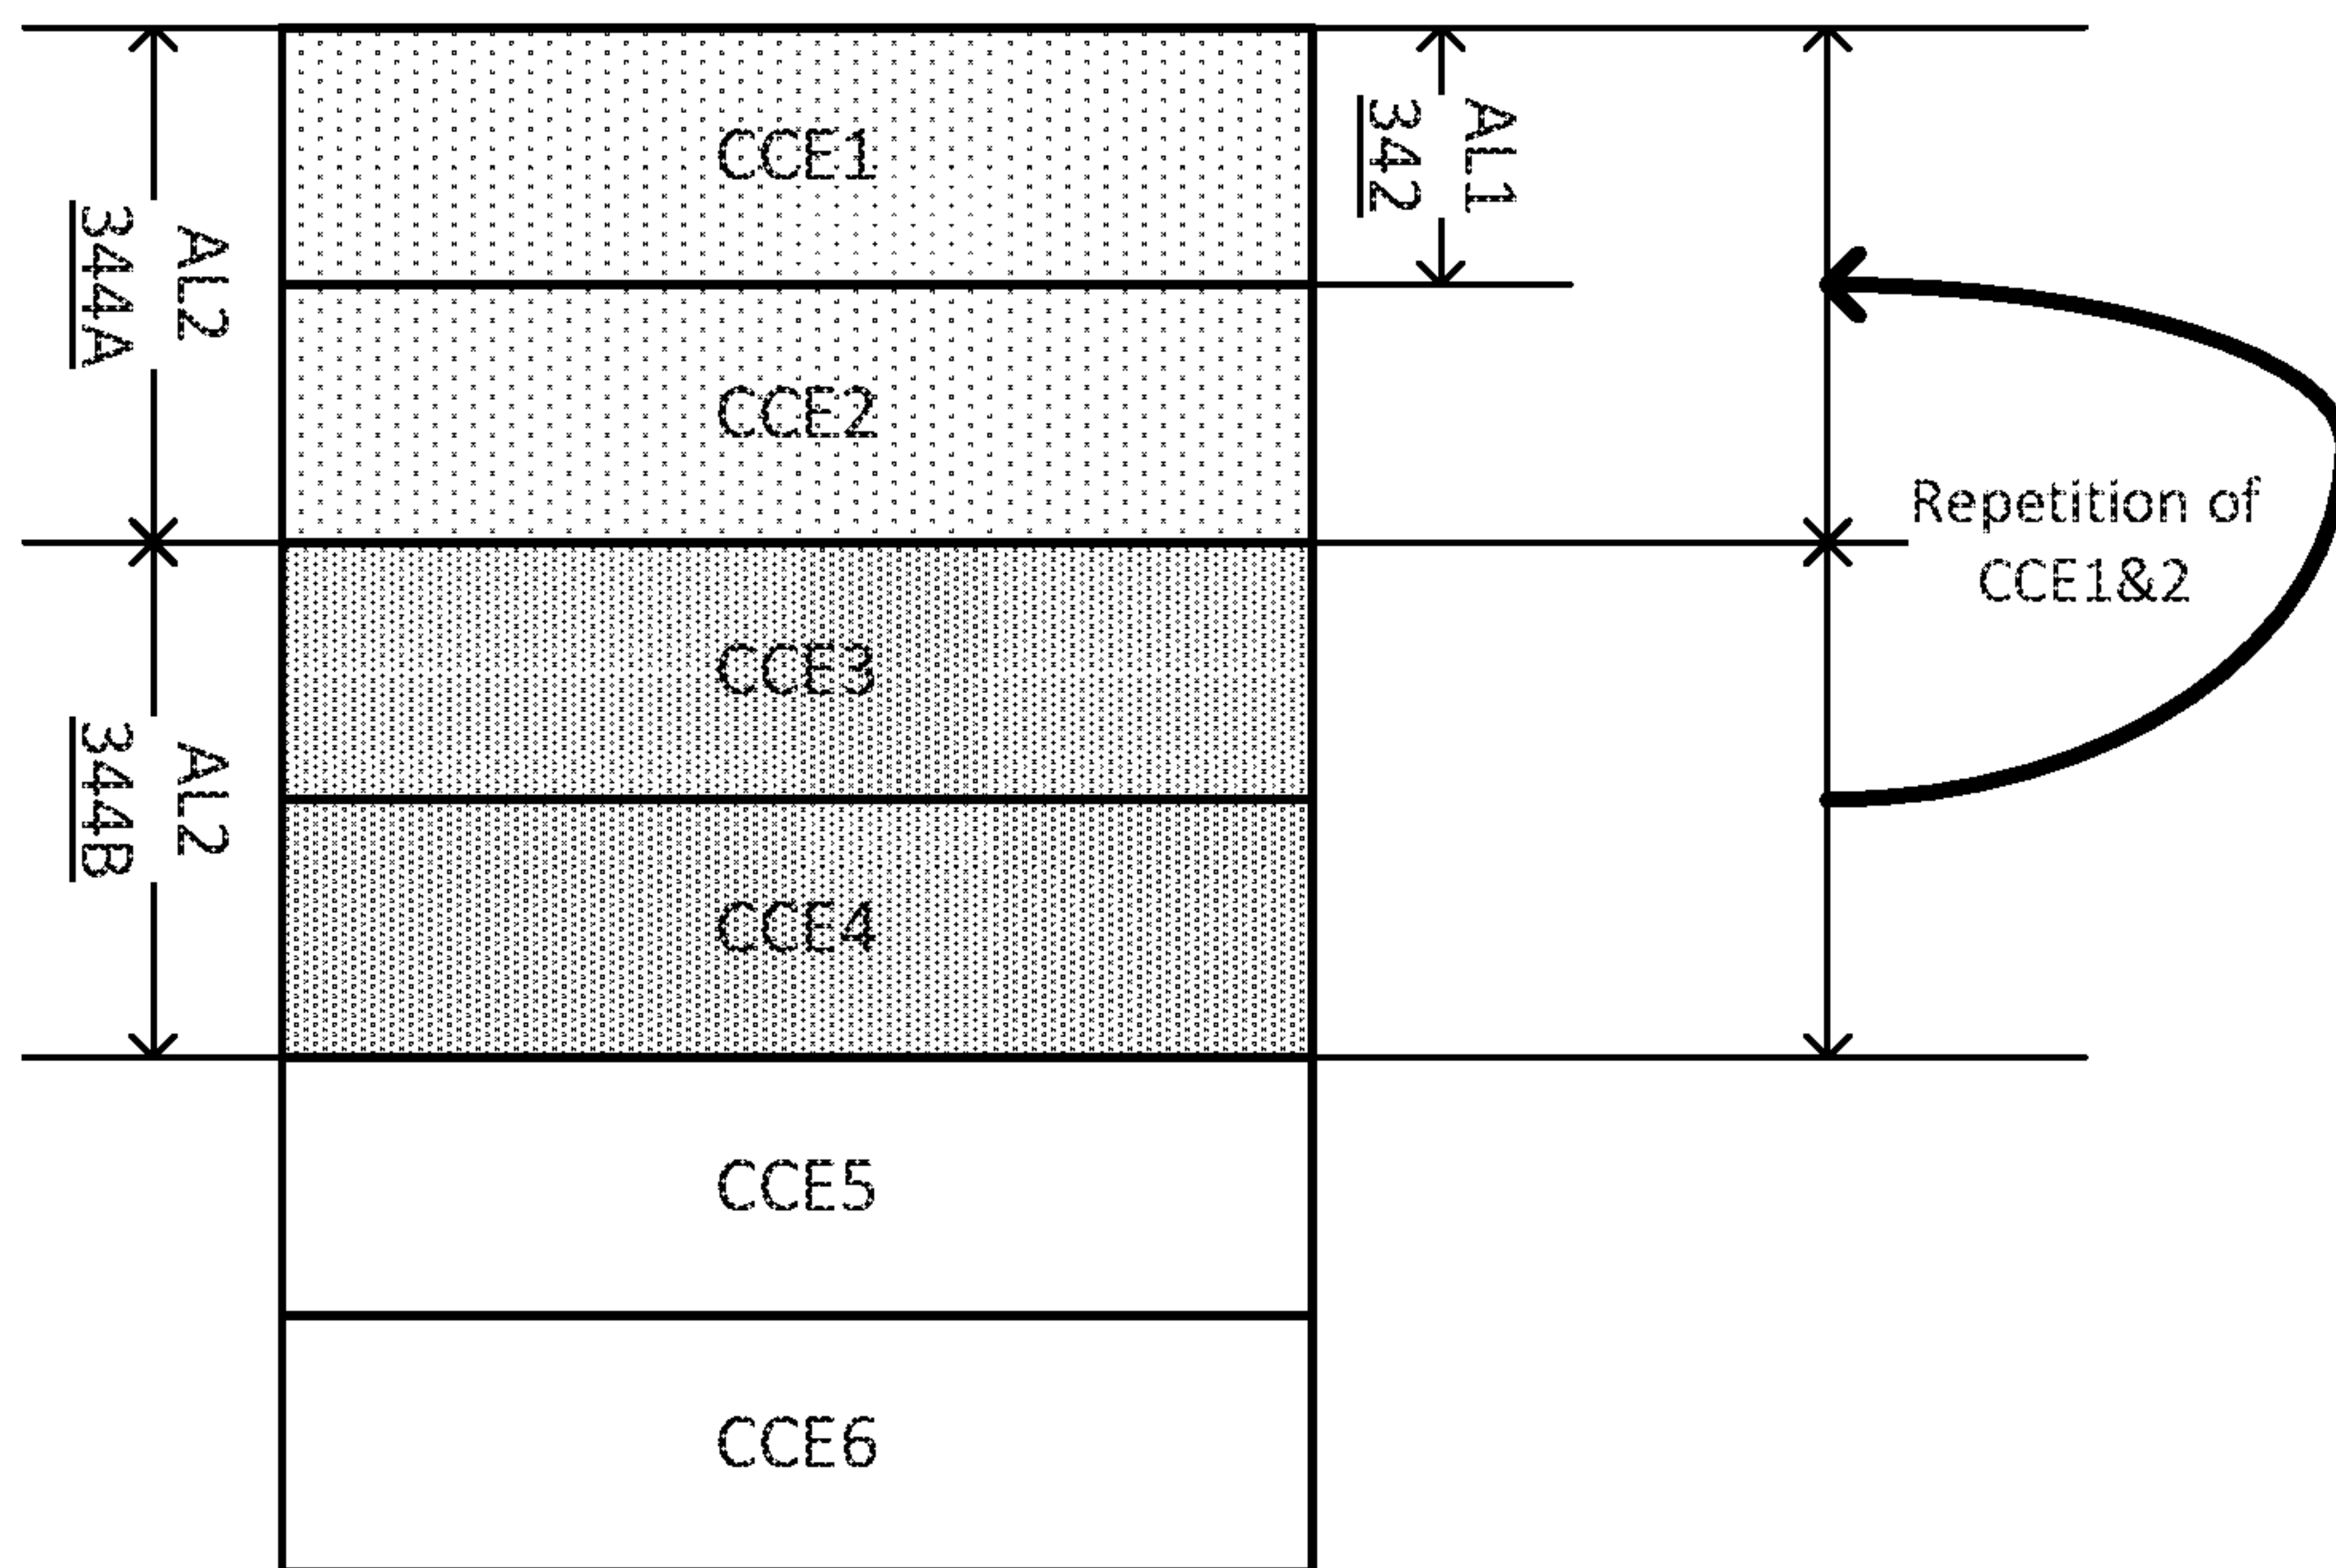 AL2
344A
AL2
344B
CCE1
CCE2
CCE3
CCE4
CCE5
CCE6
AL1
342
Repetition of
CCE1&2